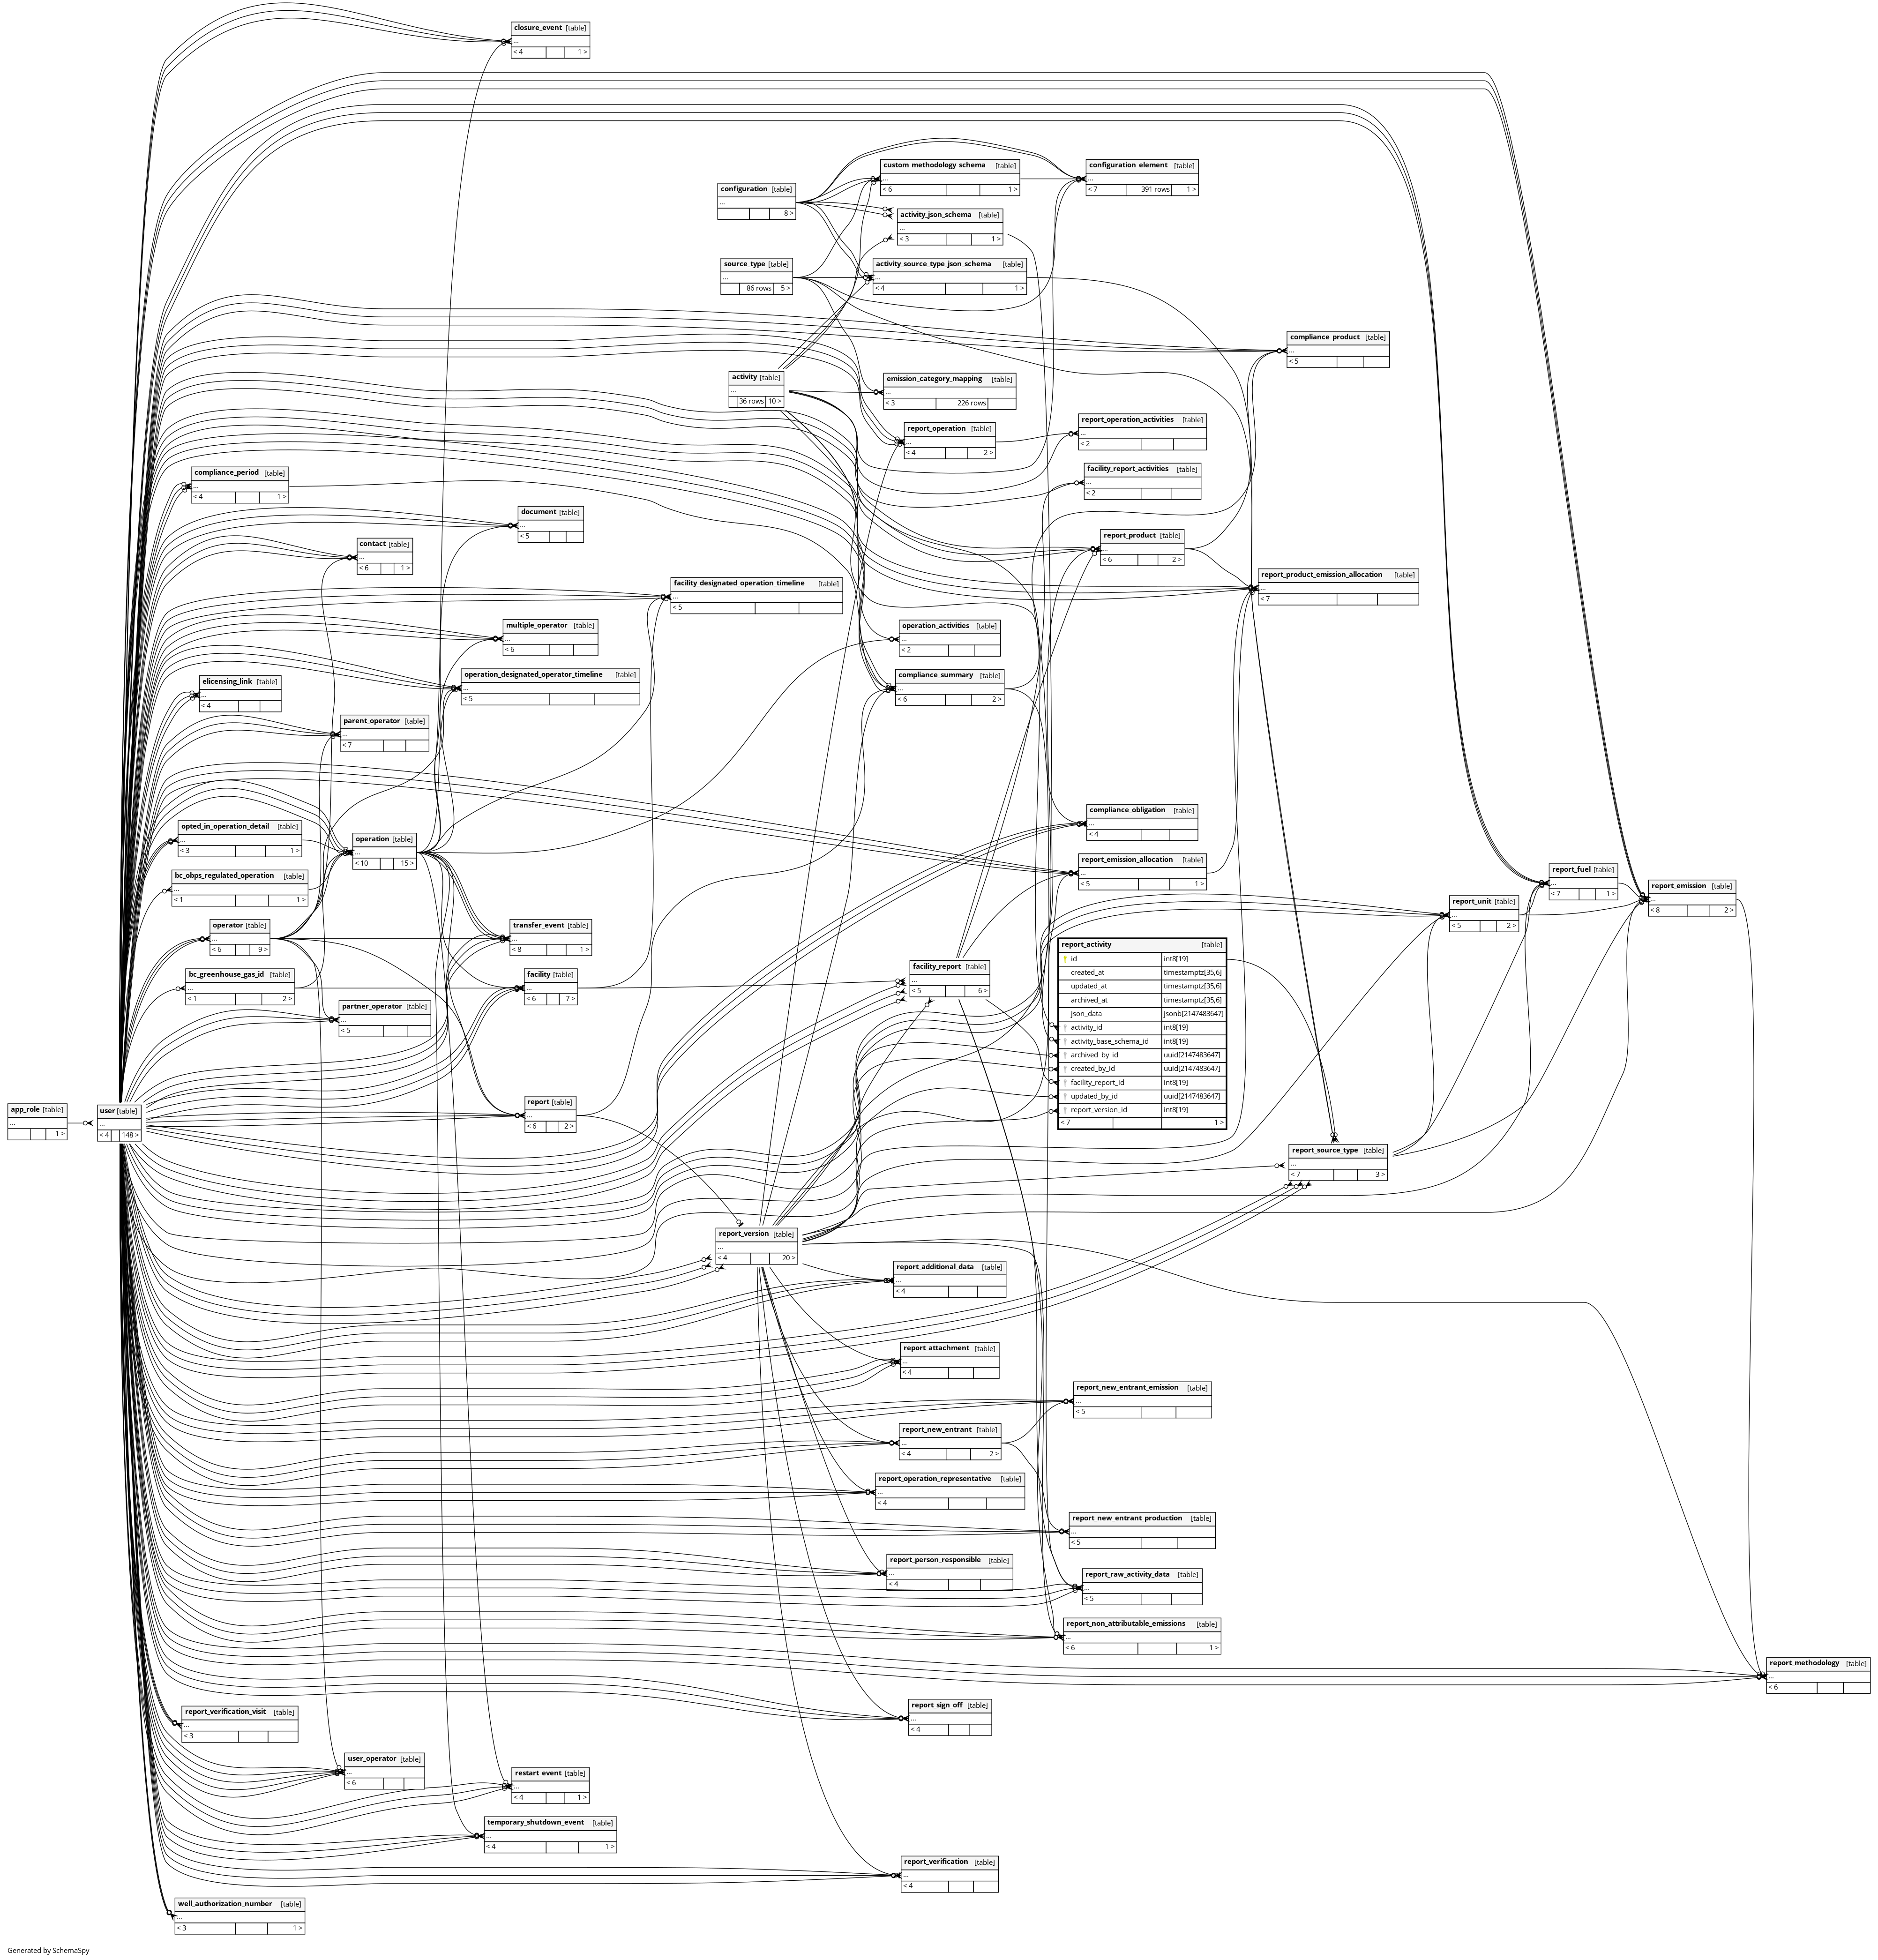 closure_event [table]
...
< 4 1 >
custom_methodology_schema [table]
...
< 6 1 >
configuration_element [table]
...
< 7 391 rows 1 >
configuration [table]
...
8 >
activity_json_schema [table]
...
< 3 1 >
source_type [table]
...
86 rows 5 >
activity_source_type_json_schema [table]
...
< 4 1 >
compliance_product [table]
...
< 5
activity [table]
...
36 rows 10 >
emission_category_mapping [table]
...
< 3 226 rows
report_operation [table]
...
< 4 2 >
report_operation_activities [table]
...
< 2
compliance_period [table]
...
< 4 1 >
facility_report_activities [table]
...
< 2
document [table]
...
< 5
contact [table]
...
< 6 1 >
report_product [table]
...
< 6 2 >
facility_designated_operation_timeline [table]
...
< 5
report_product_emission_allocation [table]
...
< 7
multiple_operator [table]
...
< 6
operation_activities [table]
...
< 2
elicensing_link [table]
...
< 4
operation_designated_operator_timeline [table]
...
< 5
compliance_summary [table]
...
< 6 2 >
parent_operator [table]
...
< 7
opted_in_operation_detail [table]
...
< 3 1 >
operation [table]
...
< 10 15 >
compliance_obligation [table]
...
< 4
bc_obps_regulated_operation [table]
...
< 1 1 >
report_emission_allocation [table]
...
< 5 1 >
report_fuel [table]
...
< 7 1 >
report_emission [table]
...
< 8 2 >
report_unit [table]
...
< 5 2 >
operator [table]
...
< 6 9 >
transfer_event [table]
...
< 8 1 >
bc_greenhouse_gas_id [table]
...
< 1 2 >
facility [table]
...
< 6 7 >
facility_report [table]
...
< 5 6 >
partner_operator [table]
...
< 5
report_activity [table]
id int8[19]
created_at timestamptz[35,6]
updated_at timestamptz[35,6]
archived_at timestamptz[35,6]
json_data jsonb[2147483647]
activity_id int8[19]
activity_base_schema_id int8[19]
archived_by_id uuid[2147483647]
created_by_id uuid[2147483647]
facility_report_id int8[19]
updated_by_id uuid[2147483647]
report_version_id int8[19]
< 7 1 >
app_role [table]
...
1 >
user [table]
...
< 4 148 >
report [table]
...
< 6 2 >
report_source_type [table]
...
< 7 3 >
report_version [table]
...
< 4 20 >
report_additional_data [table]
...
< 4
report_attachment [table]
...
< 4
report_new_entrant_emission [table]
...
< 5
report_new_entrant [table]
...
< 4 2 >
report_operation_representative [table]
...
< 4
report_new_entrant_production [table]
...
< 5
report_person_responsible [table]
...
< 4
report_raw_activity_data [table]
...
< 5
report_non_attributable_emissions [table]
...
< 6 1 >
report_methodology [table]
...
< 6
report_verification_visit [table]
...
< 3
report_sign_off [table]
...
< 4
user_operator [table]
...
< 6
restart_event [table]
...
< 4 1 >
temporary_shutdown_event [table]
...
< 4 1 >
report_verification [table]
...
< 4
well_authorization_number [table]
...
< 3 1 >
Generated by SchemaSpy